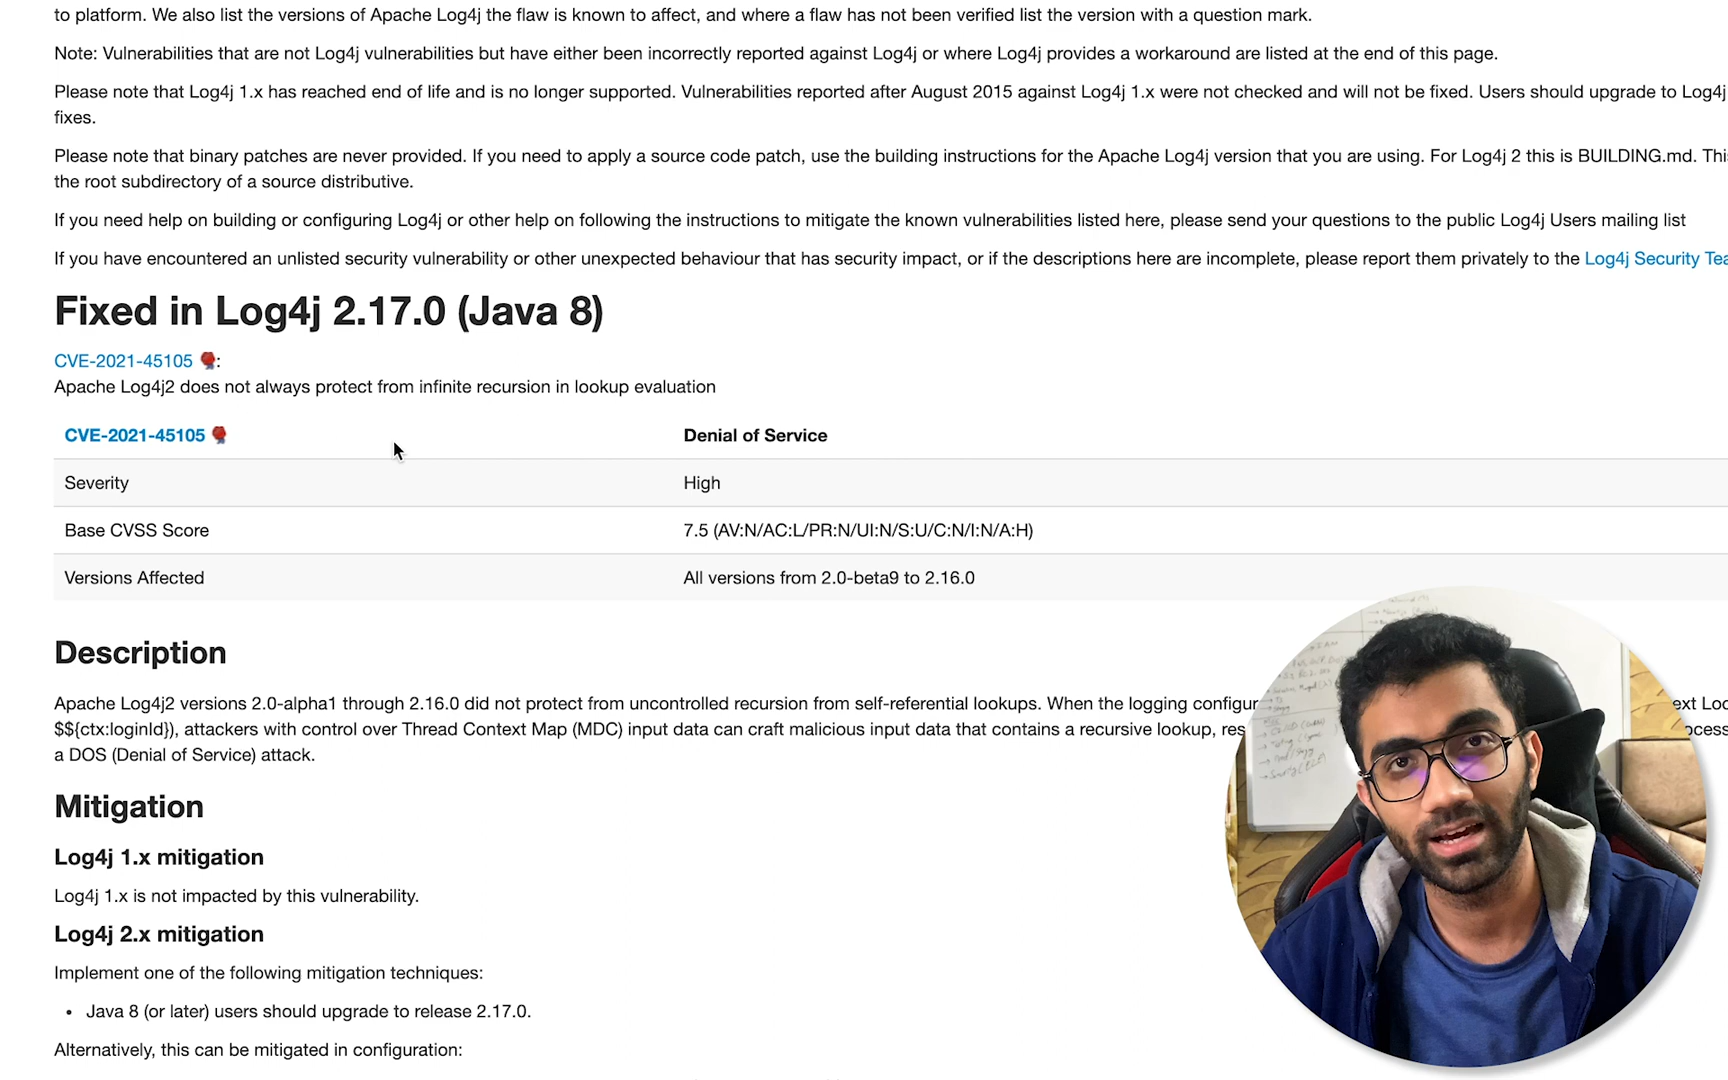 to platform. We also list the versions of Apache Log4j the flaw is known to affect, and where a flaw has not been verified list the version with a question mark.
Note: Vulnerabilities that are not Log4j vulnerabilities but have either been incorrectly reported against Log4j or where Log4j provides a workaround are listed at the end of this page.
Please note that Log4j 1.x has reached end of life and is no longer supported. Vulnerabilities reported after August 2015 against Log4j 1.x were not checked and will not be fixed. Users should upgrade to Log4j
fixes.
Please note that binary patches are never provided. If you need to apply a source code patch, use the building instructions for the Apache Log4j version that you are using. For Log4j 2 this is BUILDING.md. This
the root subdirectory of a source distributive.
If you need help on building or configuring Log4j or other help on following the instructions to mitigate the known vulnerabilities listed here, please send your questions to the public Log4j Users mailing list
If you have encountered an unlisted security vulnerability or other unexpected behaviour that has security impact, or if the descriptions here are incomplete, please report them privately to the Log4j Security Tea
Fixed in Log4j 2.17.0 (Java 8)
CVE-2021-45105 :
Apache Log4j2 does not always protect from infinite recursion in lookup evaluation
CVE-2021-45105 Denial of Service
Severity High
Base CVSS Score 7.5 (AV:N/AC:L/PR:N/UI:N/S:U/C:N/I:N/A:H)
Versions Affected All versions from 2.0-beta9 to 2.16.0
Description
Apache Log4j2 versions 2.0-alpha1 through 2.16.0 did not protect from uncontrolled recursion from self-referential lookups. When the logging configur ext Loo
$${ctx:loginId}), attackers with control over Thread Context Map (MDC) input data can craft malicious input data that contains a recursive lookup, res ocess
a DOS (Denial of Service) attack.
Mitigation
Log4j 1.x mitigation
Log4j 1.x is not impacted by this vulnerability.
Log4j 2.x mitigation
Implement one of the following mitigation techniques:
• Java 8 (or later) users should upgrade to release 2.17.0.
Alternatively, this can be mitigated in configuration: